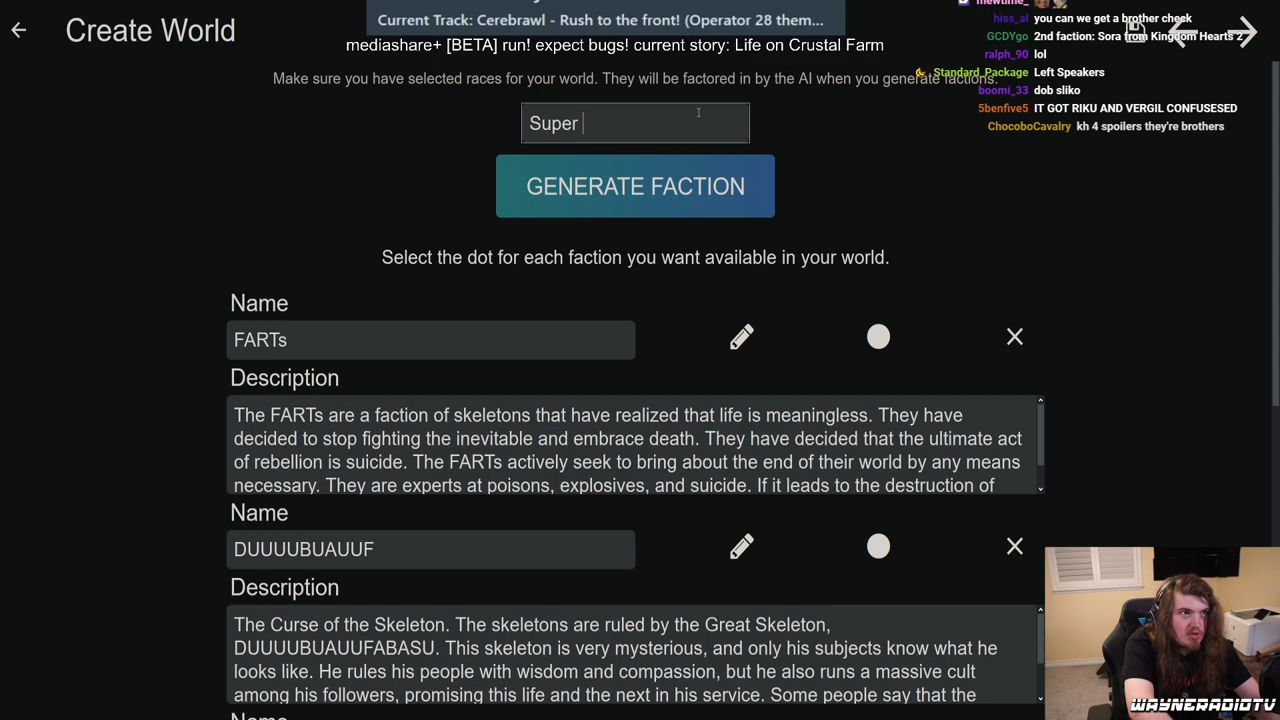 Create World
Current Track: Cerebrawl - Rush to the front! (Operator 28 them...
mediashare+ [BETA] run! expect bugs! current story: Life on Crustal Farm
Make sure you have selected races for your world. They will be factored in by the AI when you generate factions.
mewtime_
hiss_al you can we get a brother check
GCDYgo 2nd faction: Sora from Kingdom Hearts 2
ralph_90 lol
Standard_Package Left Speakers
boomi_33 dob sliko
5benfive5 IT GOT RIKU AND VERGIL CONFUSESED
ChocoboCavalry kh 4 spoilers they're brothers
Super
GENERATE FACTION
Select the dot for each faction you want available in your world.
Name
FARTs
Description
The FARTs are a faction of skeletons that have realized that life is meaningless. They have
decided to stop fighting the inevitable and embrace death. They have decided that the ultimate act
of rebellion is suicide. The FARTs actively seek to bring about the end of their world by any means
necessary. They are experts at poisons, explosives, and suicide. If it leads to the destruction of
Name
DUUUUBUAUUF
Description
The Curse of the Skeleton. The skeletons are ruled by the Great Skeleton,
DUUUUBUAUUFABASU. This skeleton is very mysterious, and only his subjects know what he
looks like. He rules his people with wisdom and compassion, but he also runs a massive cult
among his followers, promising this life and the next in his service. Some people say that the
Name
WAYNERADIOTV